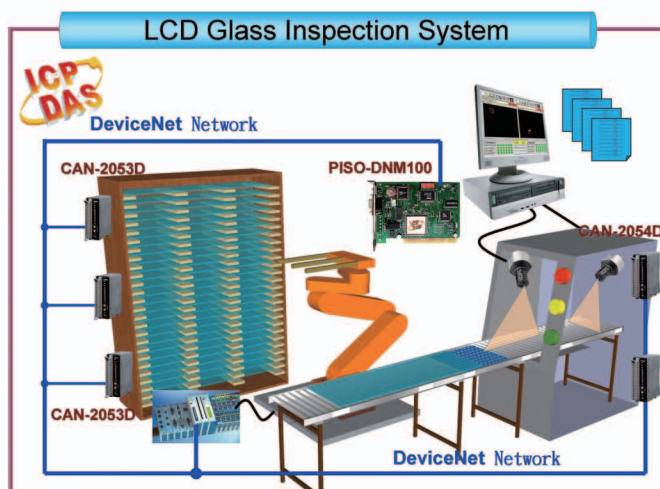 LCD Glass Inspection System
ICP
DAS
DeviceNet Network
CAN-2053D
PISO-DNM100
CAN-2054D
CAN-2053D
DeviceNet Network